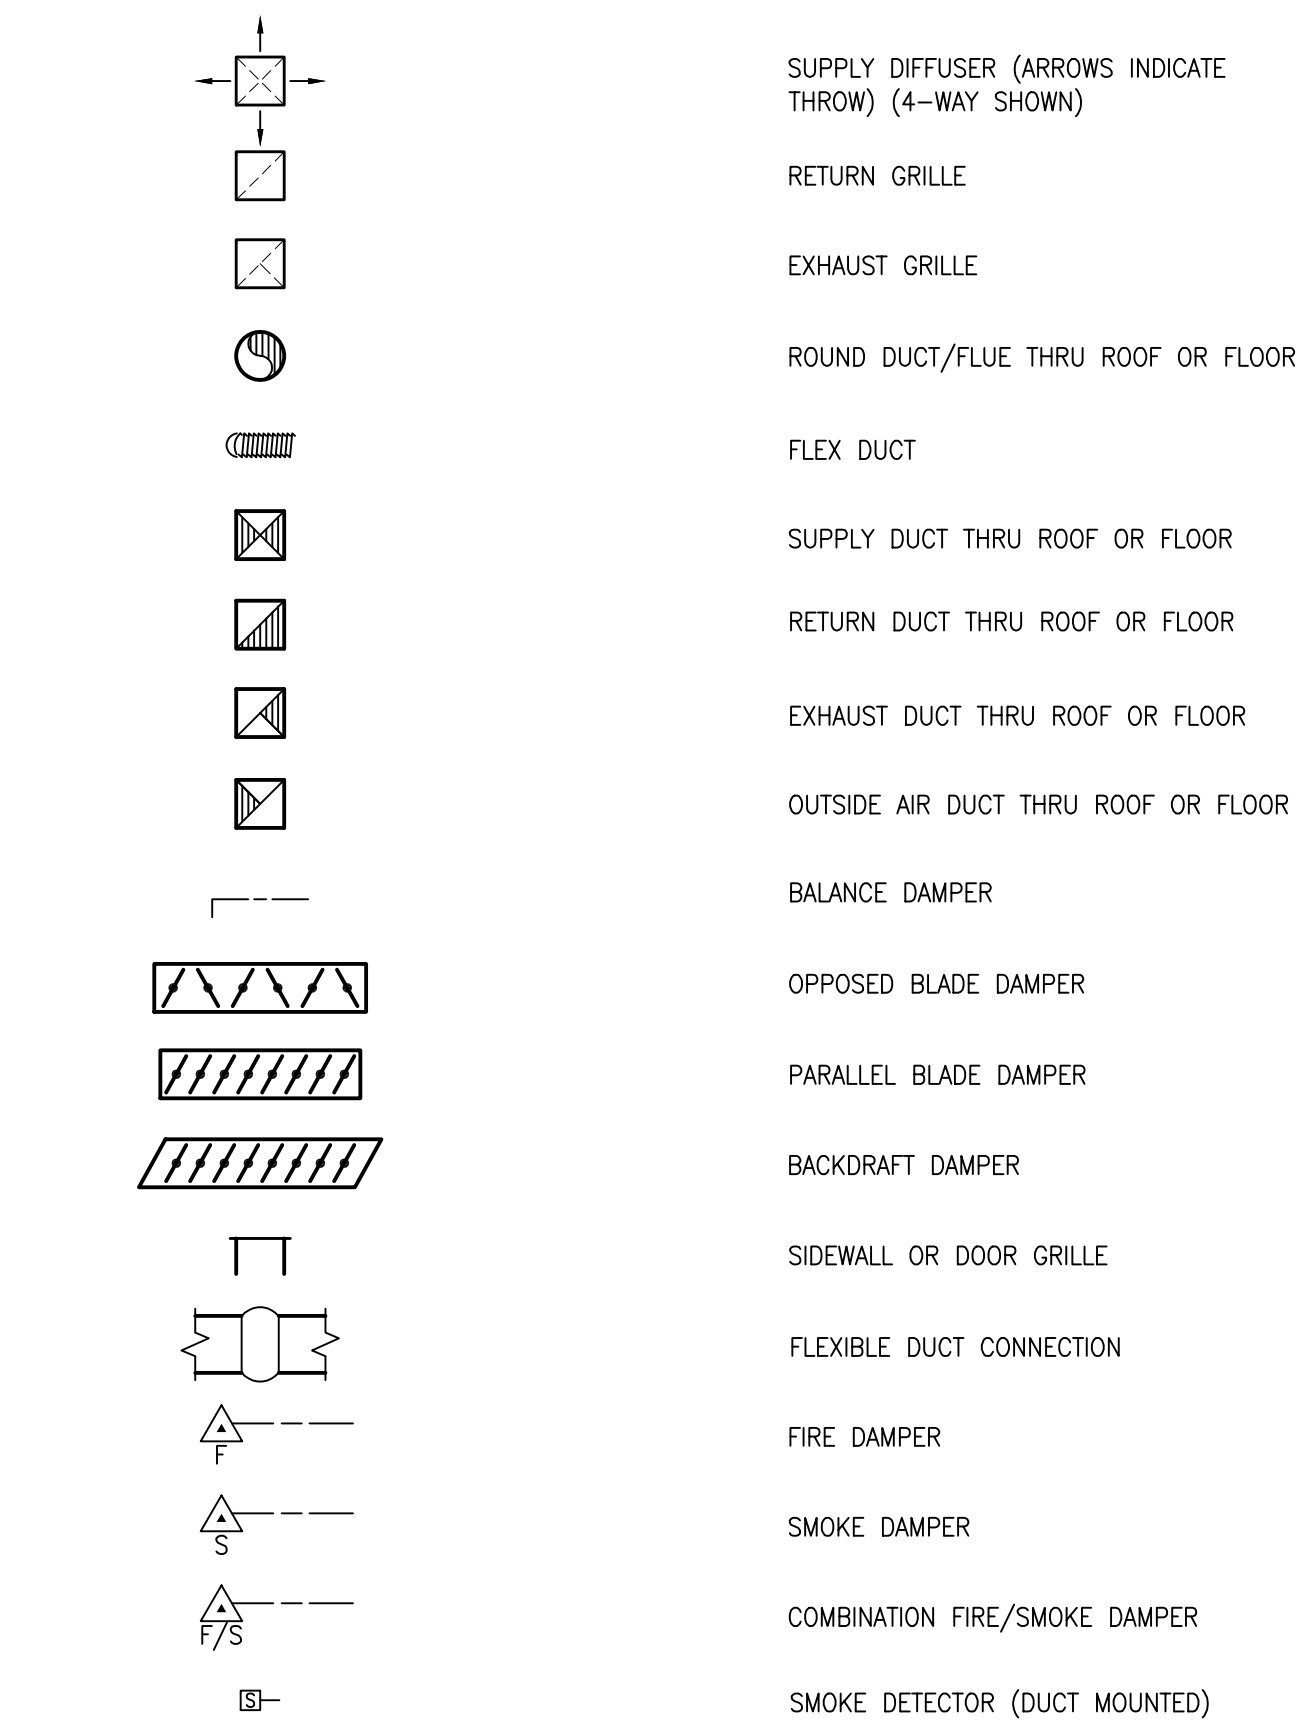 SUPPLY DIFFUSER (ARROWS INDICATE
THROW) (4-WAY SHOWN)
RETURN GRILLE
EXHAUST GRILLE
ROUND DUCT/FLUE THRU ROOF OR FLOOR
FLEX DUCT
SUPPLY DUCT THRU ROOF OR FLOOR
RETURN DUCT THRU ROOF OR FLOOR
EXHAUST DUCT THRU ROOF OR FLOOR
OUTSIDE AIR DUCT THRU ROOF OR FLOOR
BALANCE DAMPER
OPPOSED BLADE DAMPER
PARALLEL BLADE DAMPER
BACKDRAFT DAMPER
SIDEWALL OR DOOR GRILLE
FLEXIBLE DUCT CONNECTION
F
FIRE DAMPER
S
SMOKE DAMPER
F/S
COMBINATION FIRE/SMOKE DAMPER
S
SMOKE DETECTOR (DUCT MOUNTED)